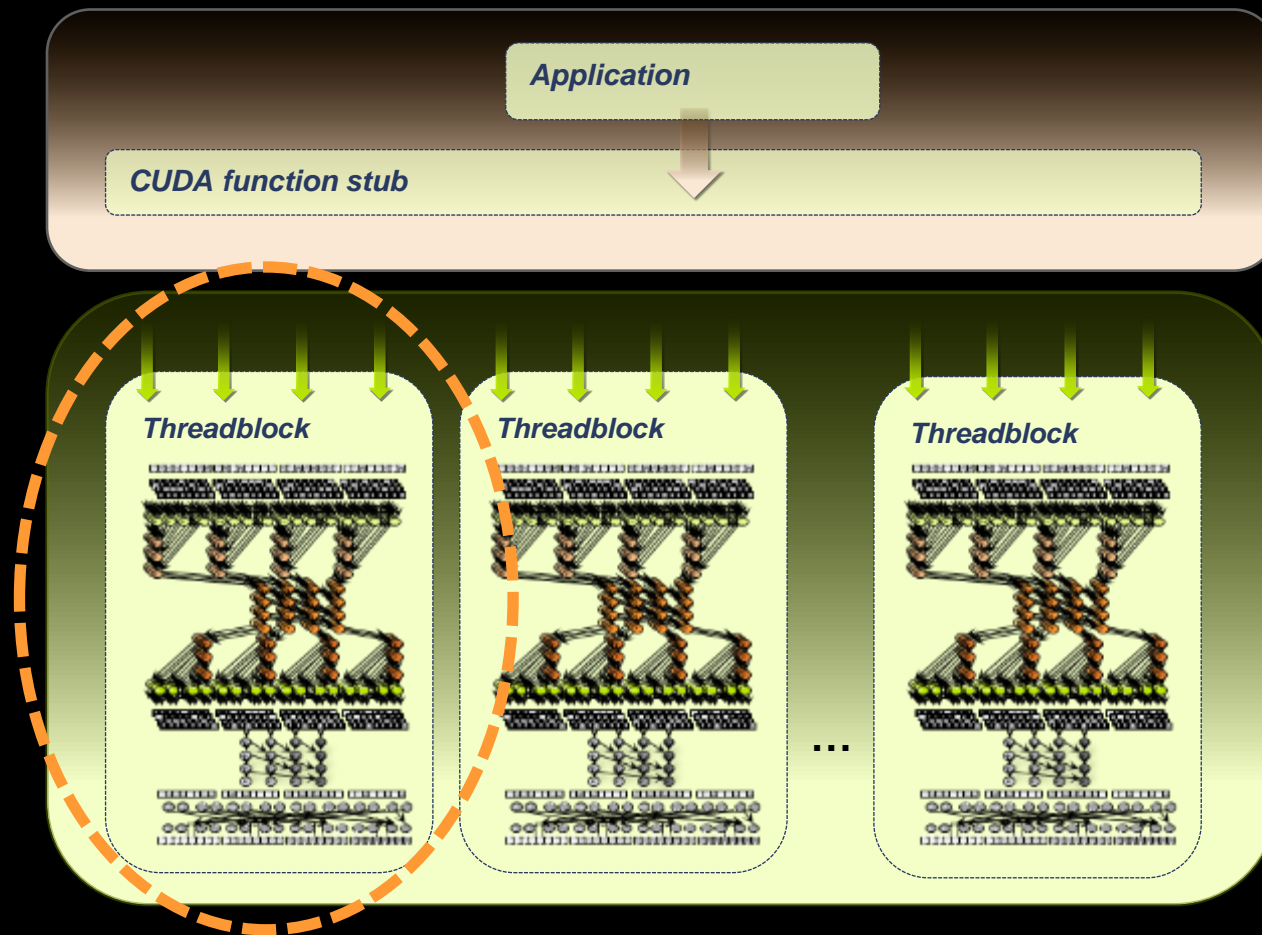 Application
CUDA function stub
Threadblock
Threadblock
Threadblock
...